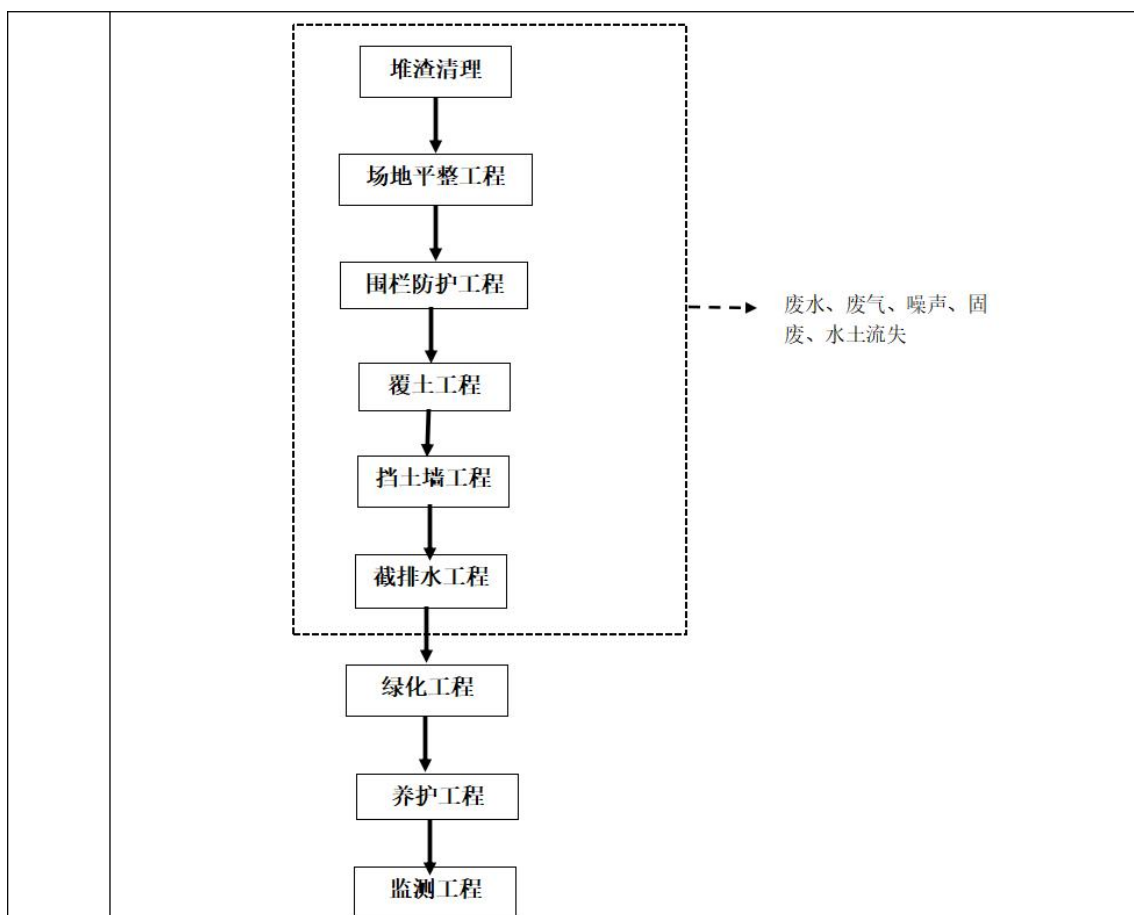 堆渣清理
场地平整工程
围栏防护工程
废水、废气、噪声、固
废、水土流失
覆土工程
挡土墙工程
截排水工程
绿化工程
养护工程
监测工程